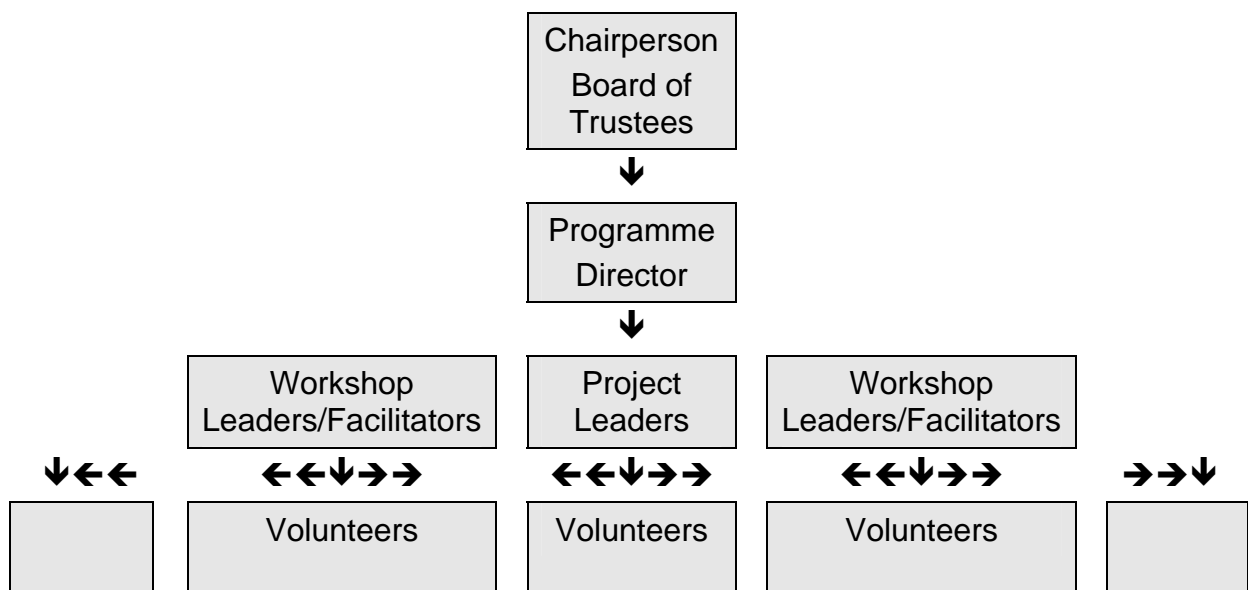 Chairperson
Board of
Trustees
Programme
Director
Workshop
Leaders/Facilitators
Project
Leaders
Workshop
Leaders/Facilitators
Volunteers
Volunteers
Volunteers